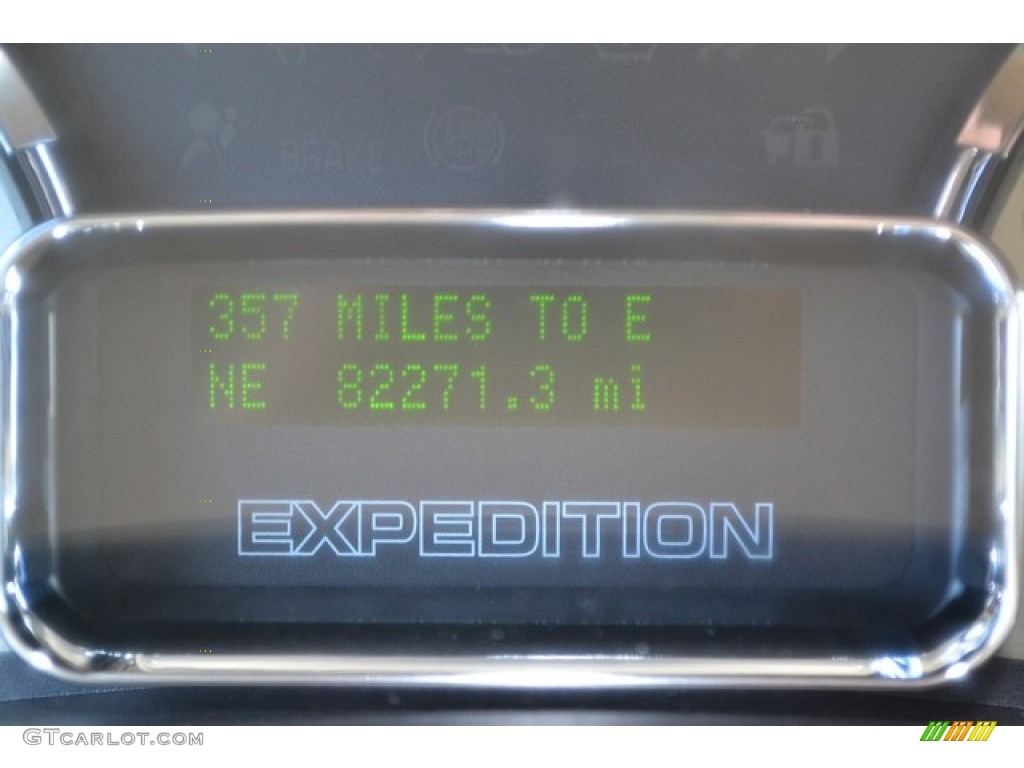 BRAKE
357 MILES TO E
NE 82271.3 mi
EXPEDITION
GTCARLOT.COM